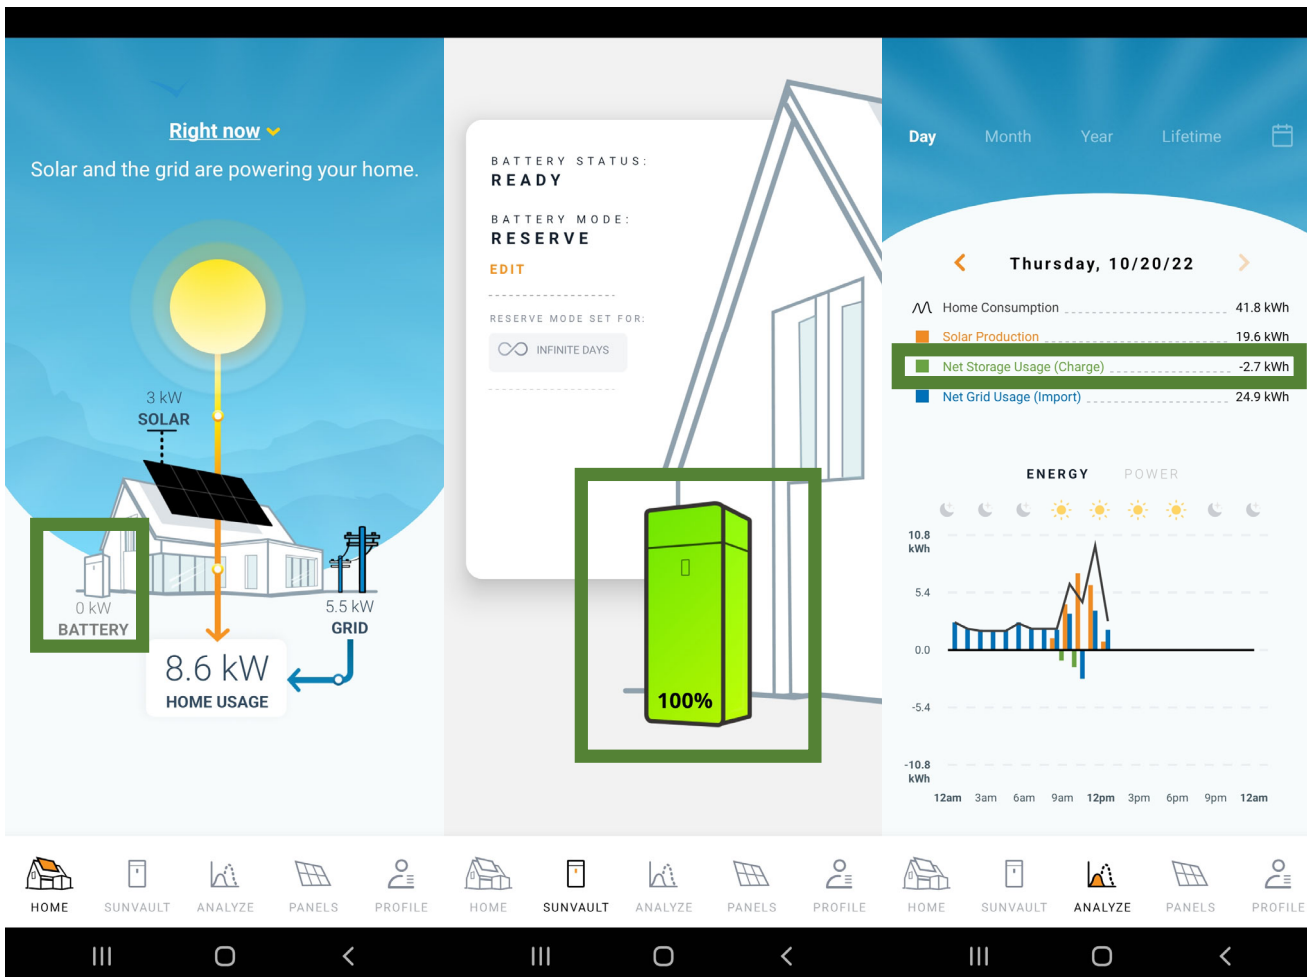 Right now
Solar and the grid are powering your home.
3 kW
SOLAR
0 kW
BATTERY
5.5 kW
GRID
8.6 kW
HOME USAGE
HOME
SUNVAULT
ANALYZE
PANELS
PROFILE
BATTERY STATUS:
READY
BATTERY MODE:
RESERVE
EDIT
RESERVE MODE SET FOR:
INFINITE DAYS
100%
HOME
SUNVAULT
ANALYZE
PANELS
PROFILE
Day Month Year Lifetime
Thursday, 10/20/22
Home Consumption 41.8 kWh
Solar Production 19.6 kWh
Net Storage Usage (Charge) -2.7 kWh
Net Grid Usage (Import) 24.9 kWh
ENERGY POWER
10.8
kWh
5.4
0.0
-5.4
-10.8
kWh
12am 3am 6am 9am 12pm 3pm 6pm 9pm 12am
HOME
SUNVAULT
ANALYZE
PANELS
PROFILE